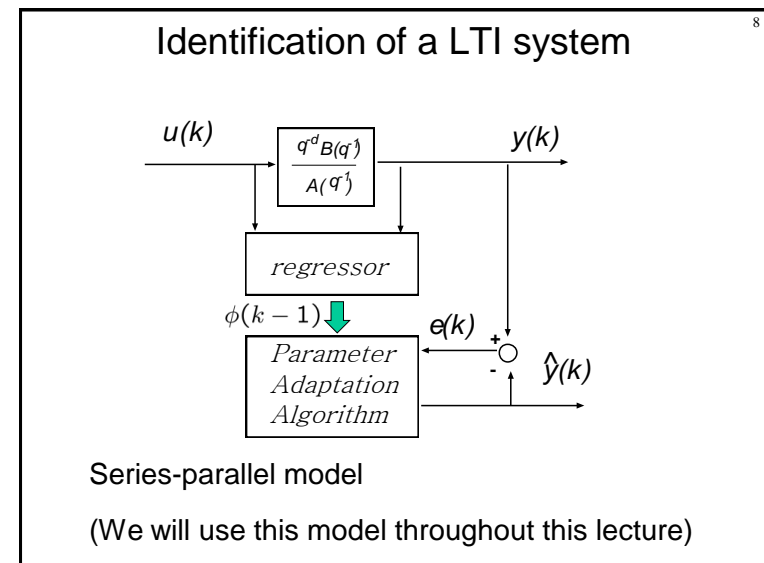 8
Identification of a LTI system
u(k)
q-d B(q-1)
A(q-1)
y(k)
regressor
ϕ(k − 1)
e(k)
+
-
ŷ(k)
Parameter
Adaptation
Algorithm
Series-parallel model
(We will use this model throughout this lecture)